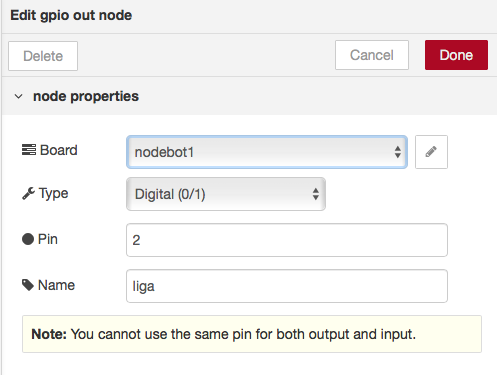 Edit gpio out node
Delete Cancel Done
node properties
Board nodebot1
Type Digital (0/1)
Pin 2
Name liga
Note: You cannot use the same pin for both output and input.